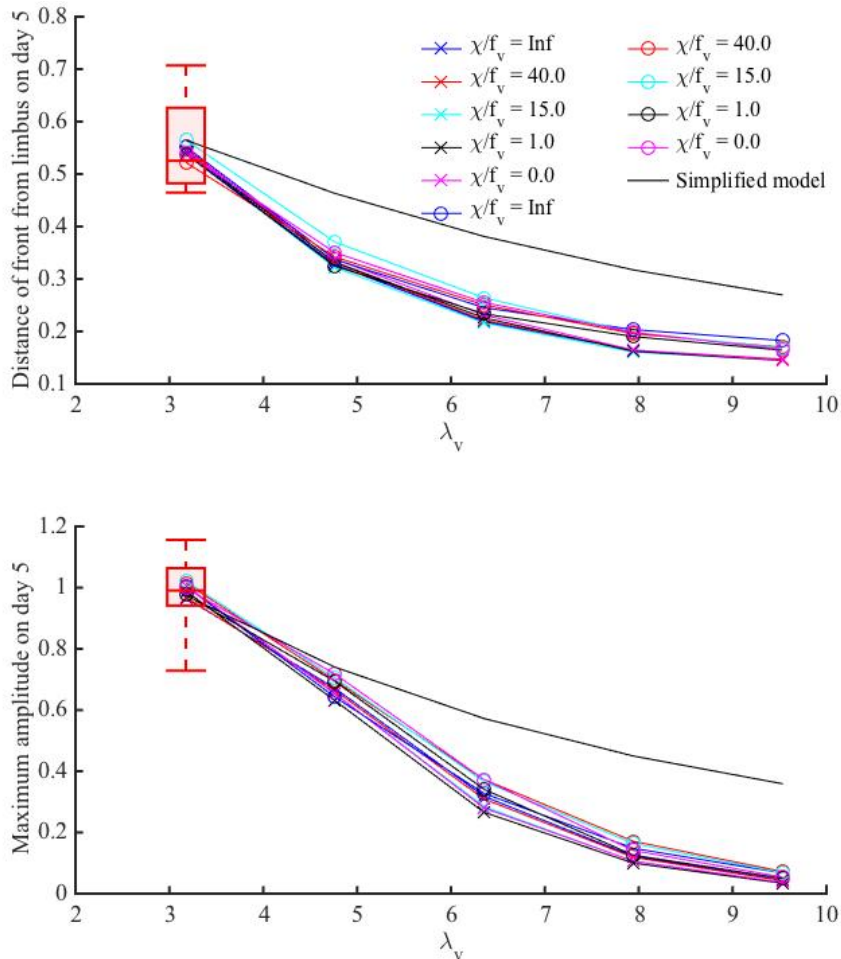 0.8
0.7
0.6
0.5
0.4
0.3
0.2
0.1
Distance of front from limbus on day 5
χ/f_v = Inf
χ/f_v = 40.0
χ/f_v = 15.0
χ/f_v = 1.0
χ/f_v = 0.0
χ/f_v = Inf
χ/f_v = 40.0
χ/f_v = 15.0
χ/f_v = 1.0
χ/f_v = 0.0
Simplified model
2 3 4 5 6 7 8 9 10
λ_v
1.2
1
0.8
0.6
0.4
0.2
0
Maximum amplitude on day 5
2 3 4 5 6 7 8 9 10
λ_v